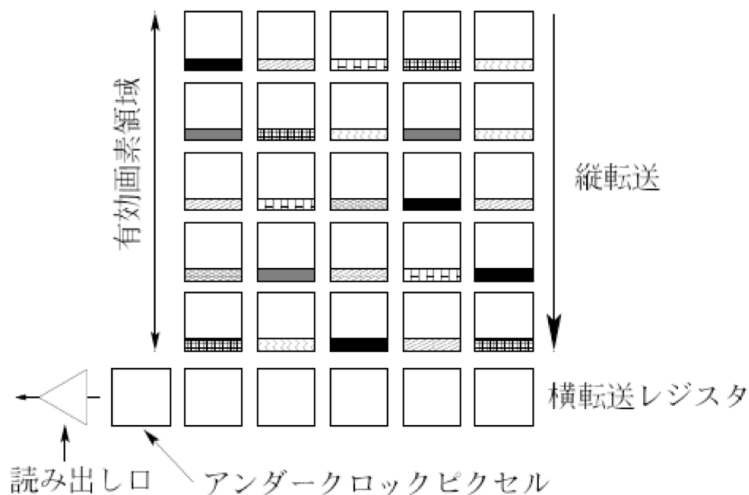 有効画素領域
縦転送
横転送レジスタ
読み出し口
アンダークロックピクセル